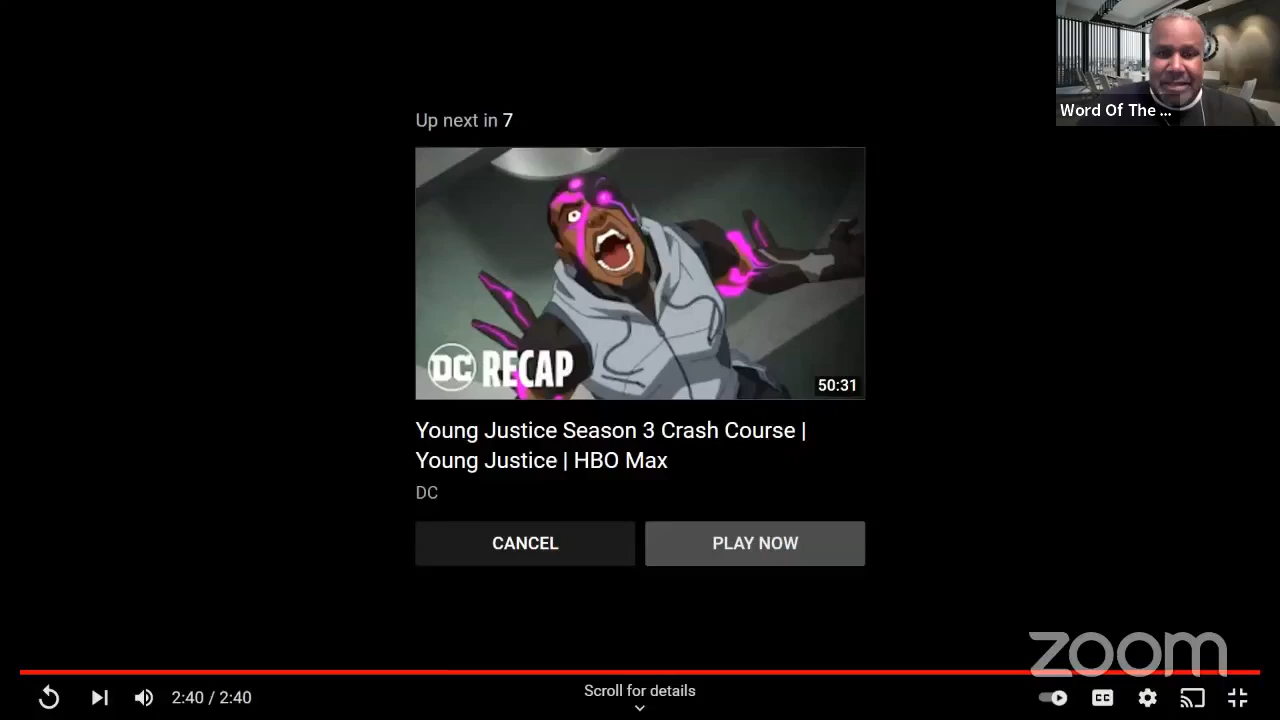 Word Of The ...
Up next in 7
DC RECAP
50:31
Young Justice Season 3 Crash Course |
Young Justice | HBO Max
DC
CANCEL
PLAY NOW
zoom
2:40 / 2:40
Scroll for details
CC